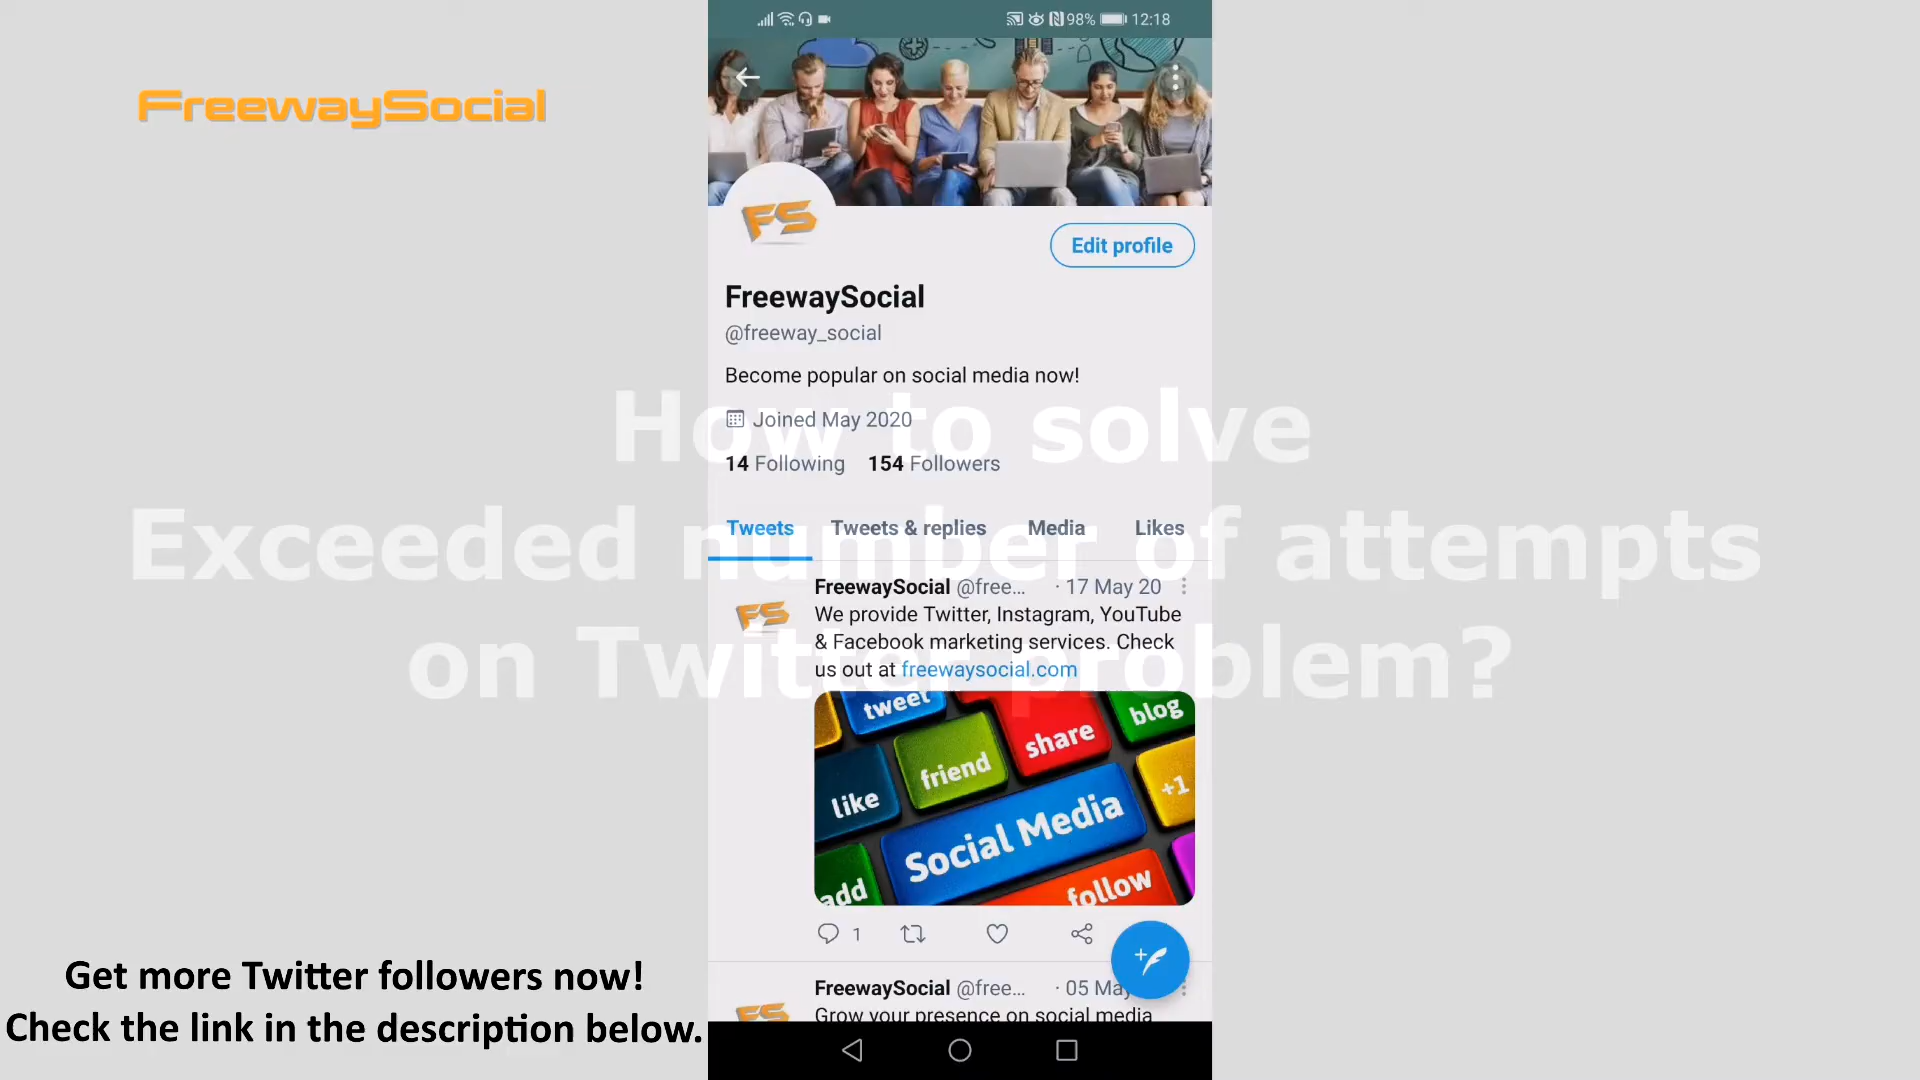 98% 12:18
FreewaySocial
FS
Edit profile
FreewaySocial
@freeway_social
Become popular on social media now!
Joined May 2020
14 Following 154 Followers
How to solve
Exceeded number of attempts
on Twitter problem?
Tweets Tweets & replies Media Likes
FreewaySocial @free... · 17 May 20
FS
We provide Twitter, Instagram, YouTube
& Facebook marketing services. Check
us out at freewaysocial.com
tweet
blog
share
friend
+1
like
Social Media
add
follow
1
Get more Twitter followers now!
Check the link in the description below.
FreewaySocial @free... · 05 May
FS
Grow your presence on social media